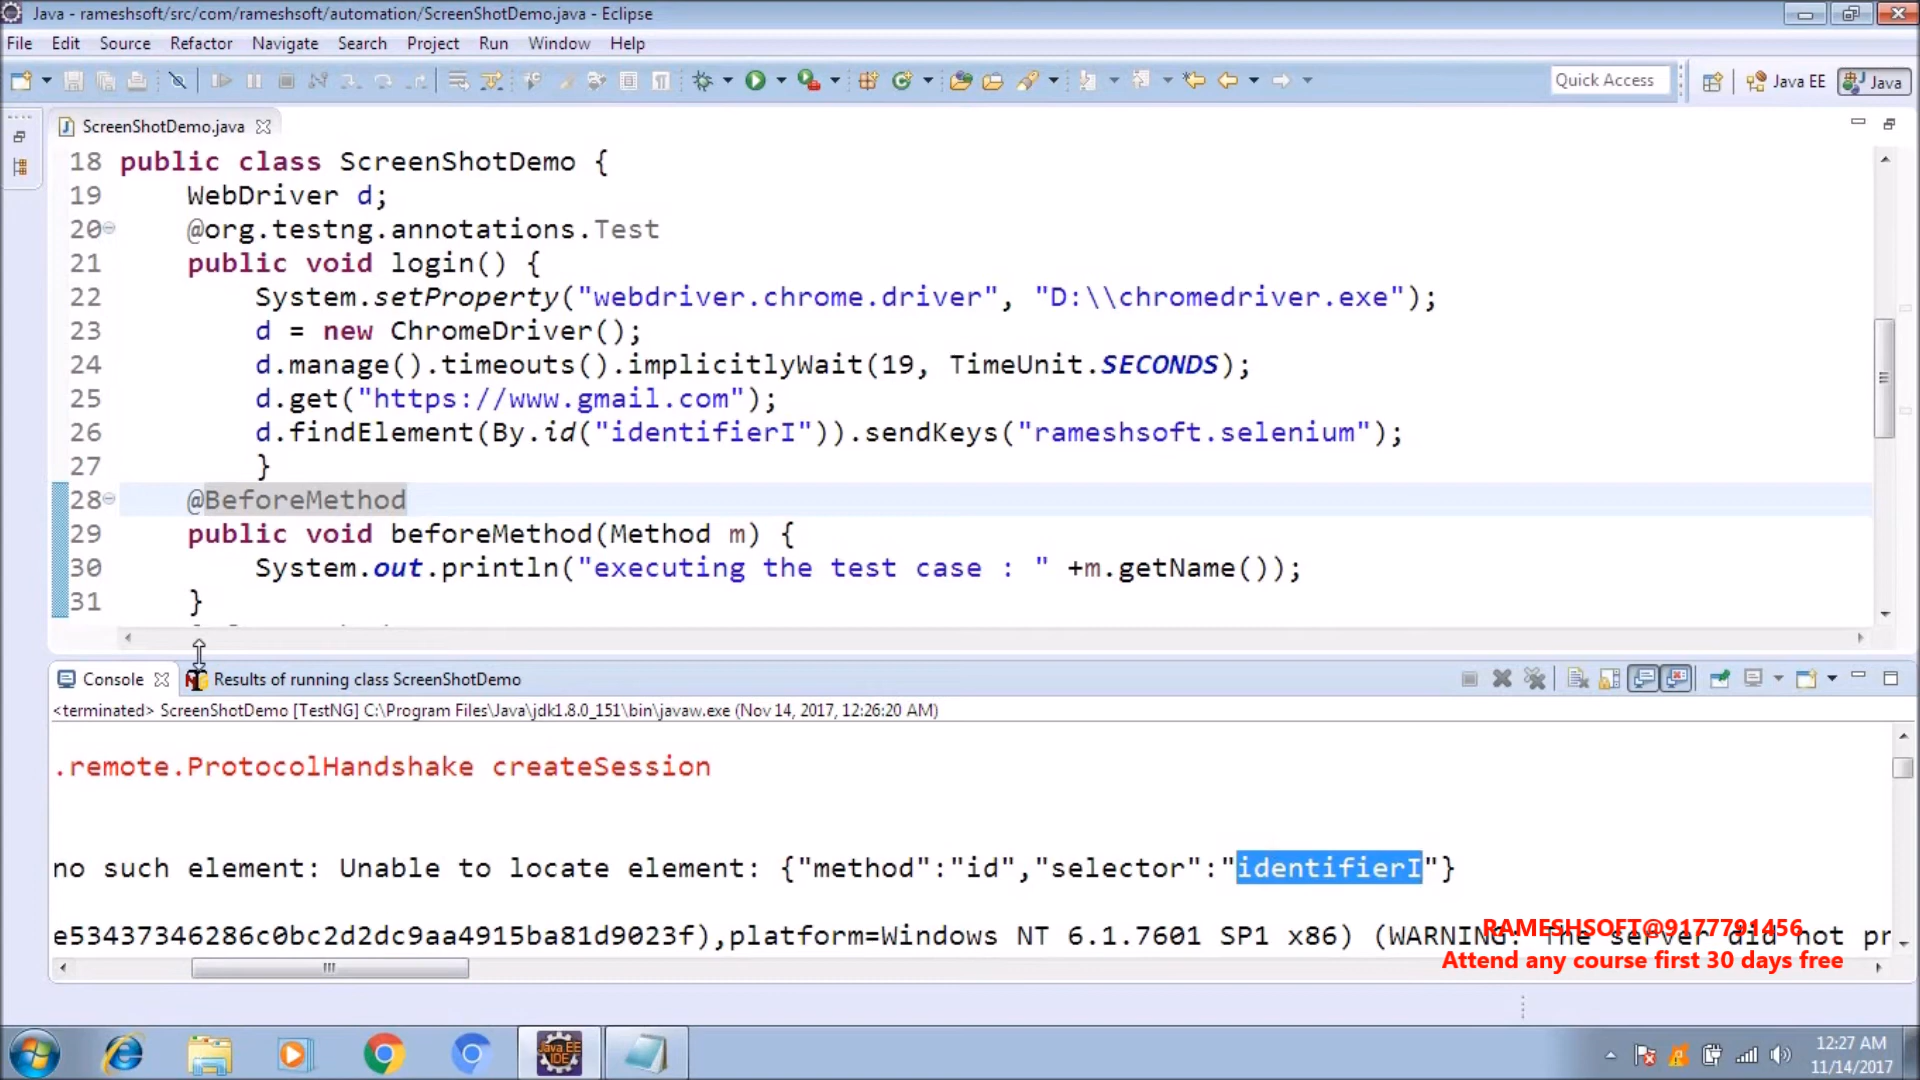 Java - rameshsoft/src/com/rameshsoft/automation/ScreenShotDemo.java - Eclipse
File Edit Source Refactor Navigate Search Project Run Window Help
Quick Access Java EE Java
ScreenShotDemo.java
18 public class ScreenShotDemo {
19 WebDriver d;
20 @org.testng.annotations.Test
21 public void login() {
22 System.setProperty("webdriver.chrome.driver", "D:\\chromedriver.exe");
23 d = new ChromeDriver();
24 d.manage().timeouts().implicitlyWait(19, TimeUnit.SECONDS);
25 d.get("https://www.gmail.com");
26 d.findElement(By.id("identifierI")).sendKeys("rameshsoft.selenium");
27 }
28 @BeforeMethod
29 public void beforeMethod(Method m) {
30 System.out.println("executing the test case : " +m.getName());
31 }
Console Results of running class ScreenShotDemo
<terminated> ScreenShotDemo [TestNG] C:\Program Files\Java\jdk1.8.0_151\bin\javaw.exe (Nov 14, 2017, 12:26:20 AM)
.remote.ProtocolHandshake createSession
no such element: Unable to locate element: {"method":"id","selector":"identifierI"}
e53437346286c0bc2d2dc9aa4915ba81d9023f),platform=Windows NT 6.1.7601 SP1 x86) (WARNING: The server did not pr
RAMESHSOFT@9177791456
Attend any course first 30 days free
Java EE
IDE
12:27 AM
11/14/2017